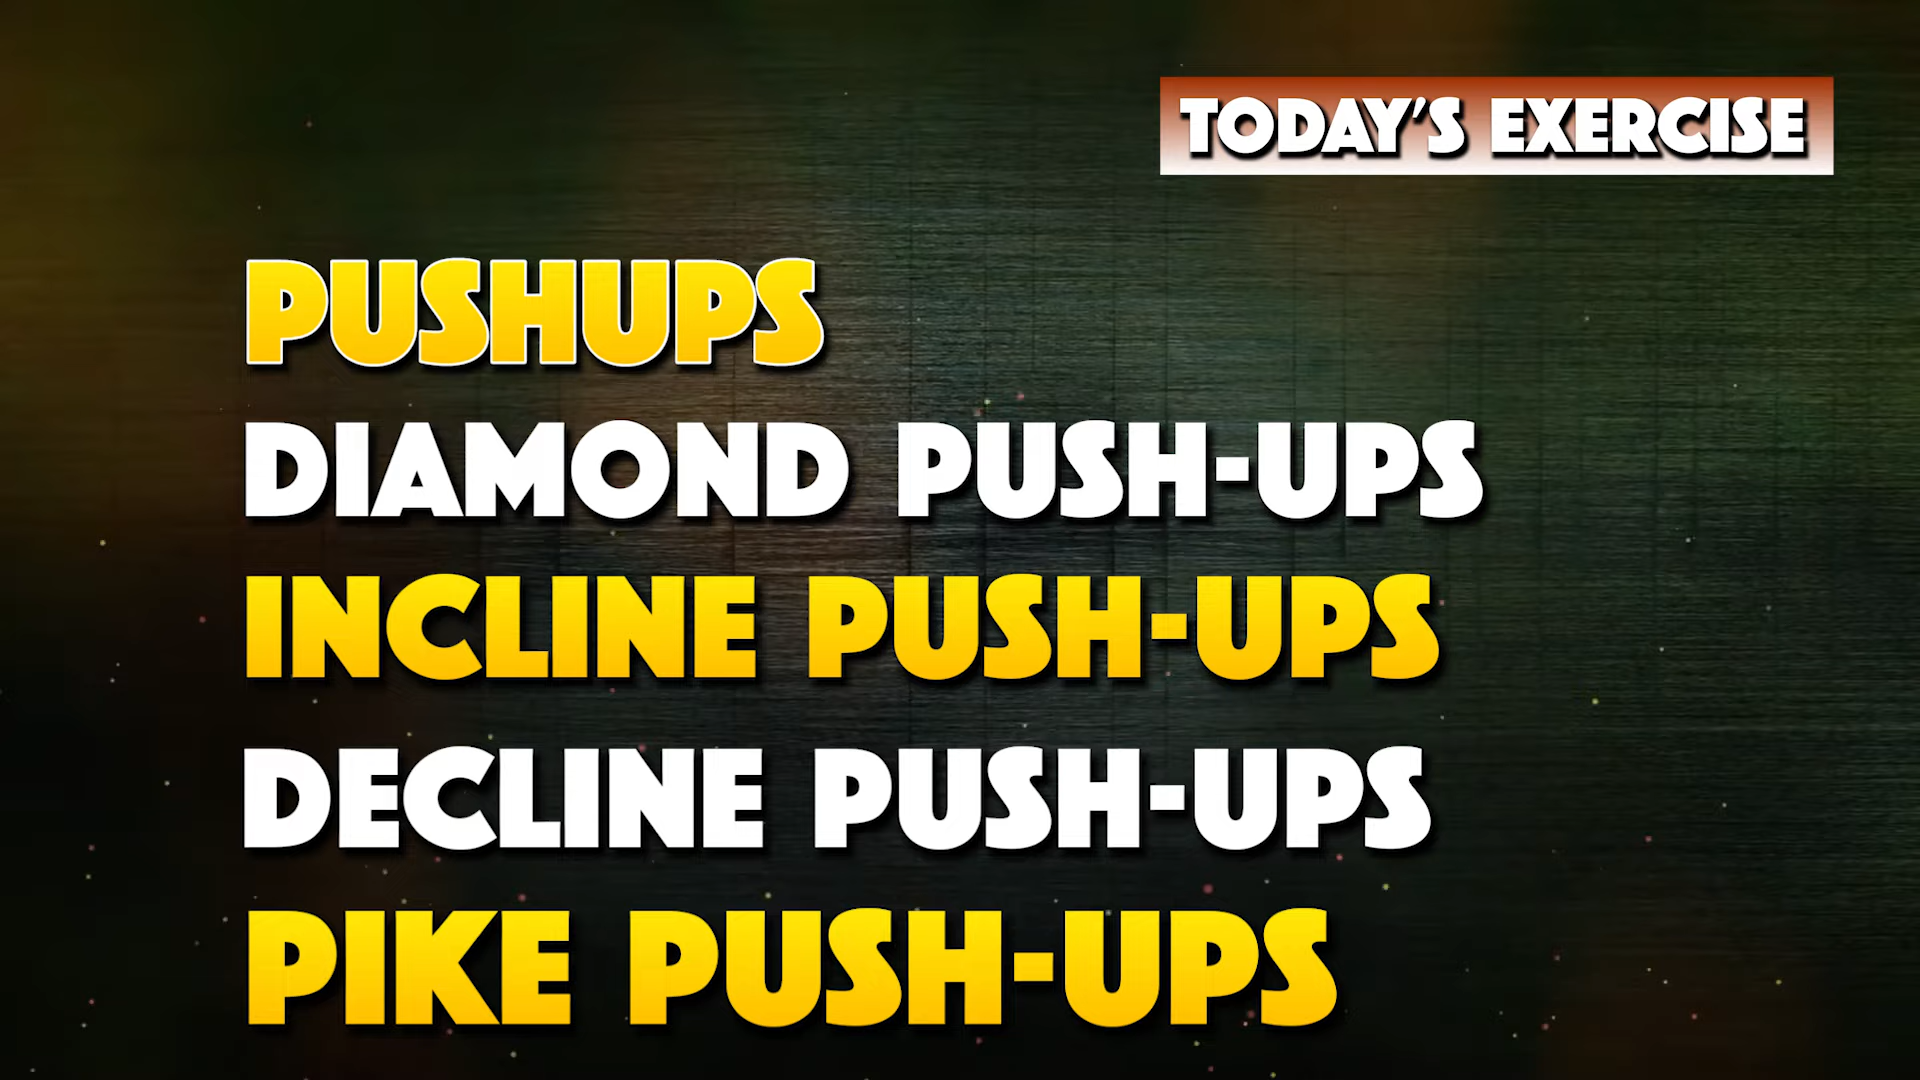 TODAY'S EXERCISE
PUSHUPS
DIAMOND PUSH-UPS
INCLINE PUSH-UPS
DECLINE PUSH-UPS
PIKE PUSH-UPS